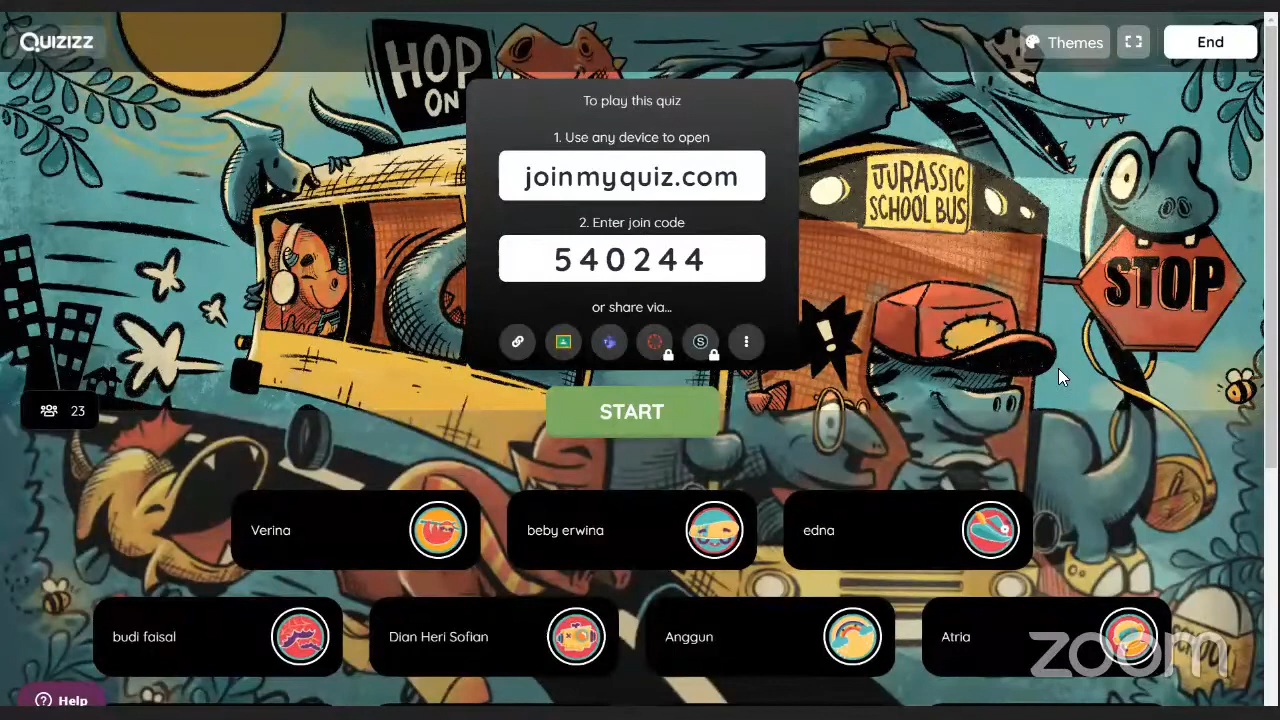 QUIZIZZ
HOP
ON
Themes
End
To play this quiz
1. Use any device to open
joinmyquiz.com
2. Enter join code
540244
or share via...
JURASSIC
SCHOOL BUS
STOP
!
S
23
START
Verina
beby erwina
edna
budi faisal
Dian Heri Sofian
Anggun
Atria
zoom
SCHOOL
Help